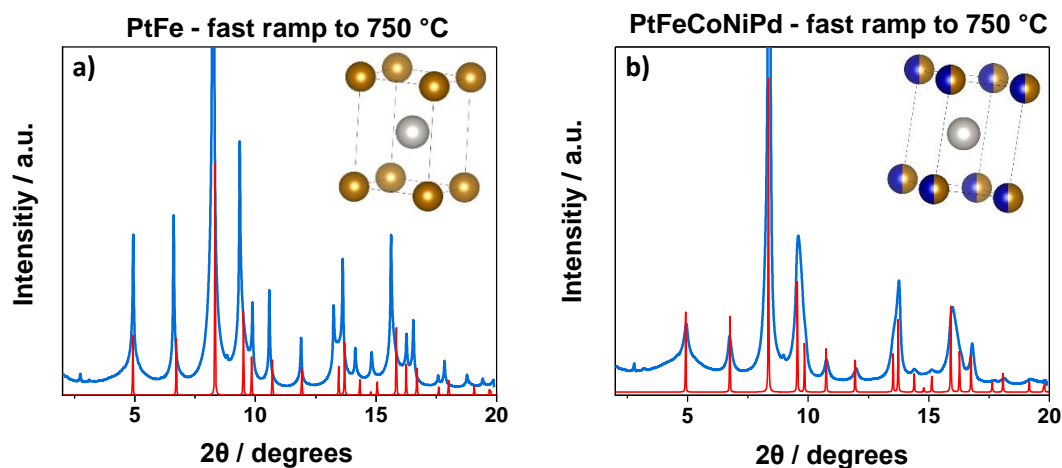 PtFe - fast ramp to 750 °C
a)
Intensitiy / a.u.
5
10
15
20
2θ / degrees
PtFeCoNiPd - fast ramp to 750 °C
b)
Intensitiy / a.u.
5
10
15
20
2θ / degrees